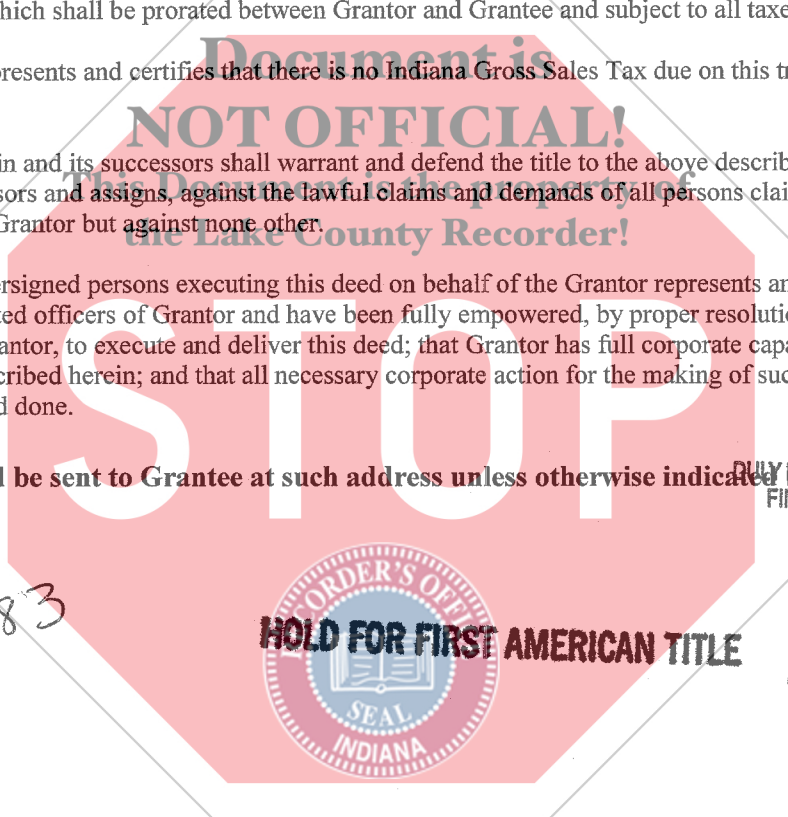 hich shall be prorated between Grantor and Grantee and subject to all taxe
Document is
resents and certifies that there is no Indiana Gross Sales Tax due on this tr
NOT OFFICIAL!
in and its successors shall warrant and defend the title to the above describ
This Document is the property of
sors and assigns, against the lawful claims and demands of all persons clai
Grantor but against none other.
the Lake County Recorder!
ersigned persons executing this deed on behalf of the Grantor represents an
ted officers of Grantor and have been fully empowered, by proper resolutio
antor, to execute and deliver this deed; that Grantor has full corporate capa
cribed herein; and that all necessary corporate action for the making of suc
d done.
STOP
l be sent to Grantee at such address unless otherwise indicated
DULY
FI
83
RECORDER'S OFFI
HOLD FOR FIRST AMERICAN TITLE
SEAL
INDIANA